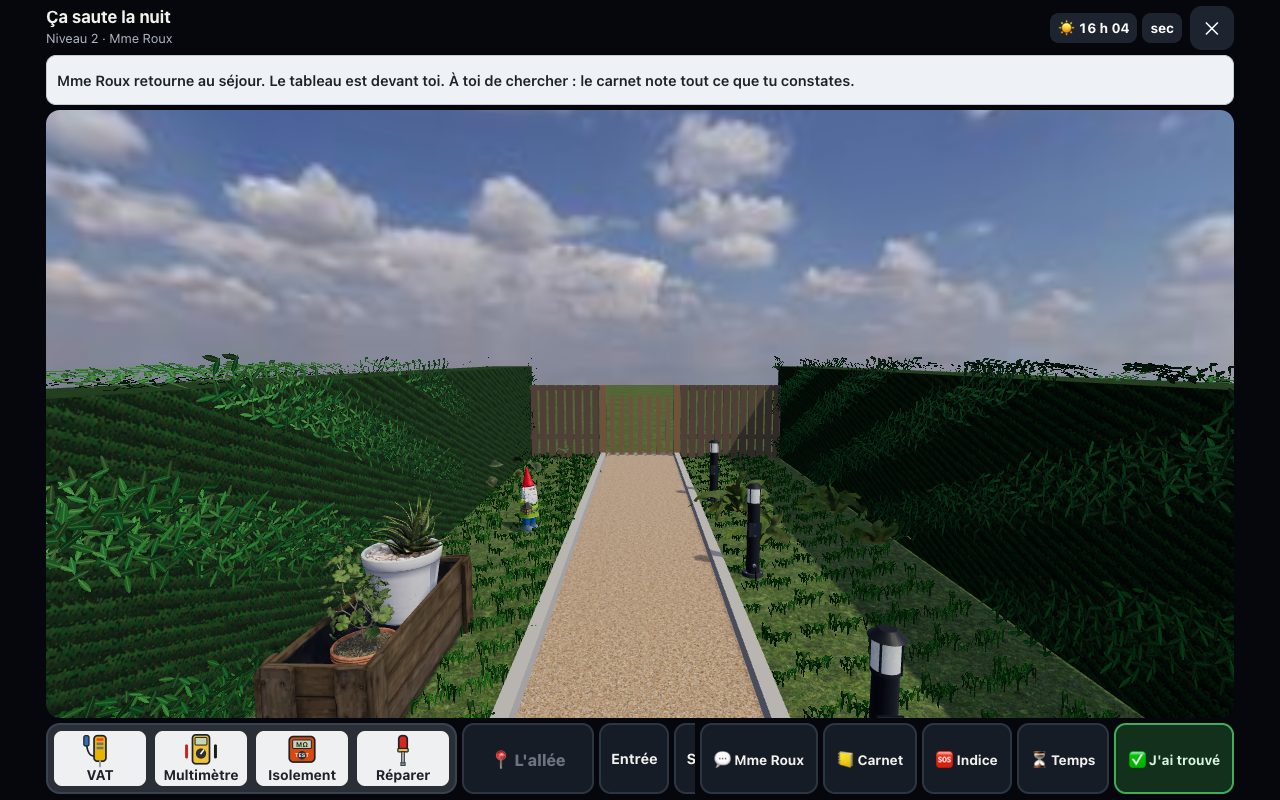 Ça saute la nuit
Niveau 2 · Mme Roux
☀️ 16 h 04
sec
Mme Roux retourne au séjour. Le tableau est devant toi. À toi de chercher : le carnet note tout ce que tu constates.
VAT
MΩ
TEST
Multimètre
Isolement
Réparer
📍 L'allée
Entrée
S
💬 Mme Roux
📒 Carnet
🆘 Indice
⏳ Temps
✅ J'ai trouvé